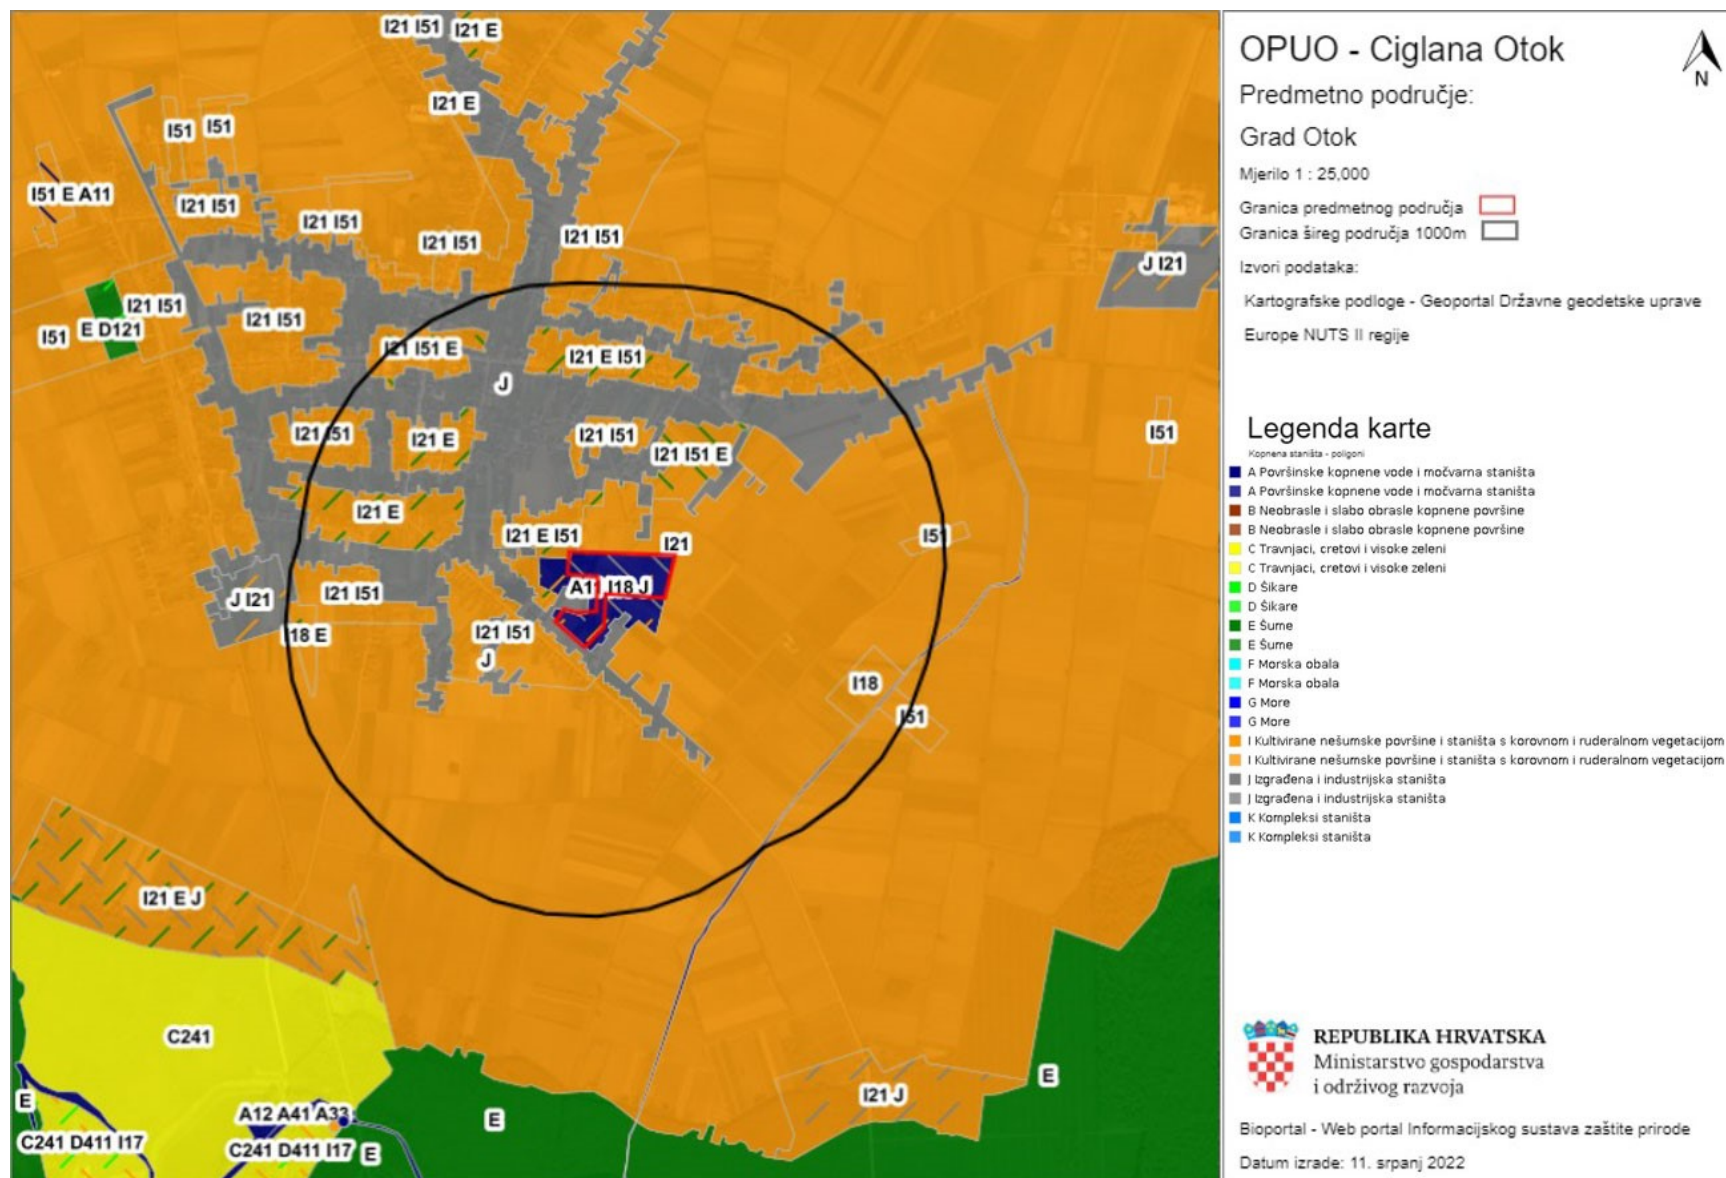 I21 I51
I21 E
I21 E
I51
I51
I51 E A11
I21 I51
I21 I51
I21 I51
I21 I51
J I21
I21 I51
E D121
I51
I21 I51
I21 I51 E
I21 E I51
J
I21 I51
I21 E
I21 I51
I21 I51 E
I51
I21 E
I21 E I51
I21
I51
A11 I18 J
J I21
I21 I51
I18 E
I21 I51
J
I18
I51
I21 E J
C241
E
I21 J
E
E
A12 A41 A33
C241 D411 I17
C241 D411 I17
E
OPUO - Ciglana Otok
N
Predmetno područje:
Grad Otok
Mjerilo 1 : 25,000
Granica predmetnog područja
Granica šireg područja 1000m
Izvori podataka:
Kartografske podloge - Geoportal Državne geodetske uprave
Europe NUTS II regije
Legenda karte
Kopnena staništa - poligoni
A Površinske kopnene vode i močvarna staništa
A Površinske kopnene vode i močvarna staništa
B Neobrasle i slabo obrasle kopnene površine
B Neobrasle i slabo obrasle kopnene površine
C Travnjaci, cretovi i visoke zeleni
C Travnjaci, cretovi i visoke zeleni
D Šikare
D Šikare
E Šume
E Šume
F Morska obala
F Morska obala
G More
G More
I Kultivirane nešumske površine i staništa s korovnom i ruderalnom vegetacijom
I Kultivirane nešumske površine i staništa s korovnom i ruderalnom vegetacijom
J Izgrađena i industrijska staništa
J Izgrađena i industrijska staništa
K Kompleksi staništa
K Kompleksi staništa
REPUBLIKA HRVATSKA
Ministarstvo gospodarstva
i održivog razvoja
Bioportal - Web portal Informacijskog sustava zaštite prirode
Datum izrade: 11. srpanj 2022